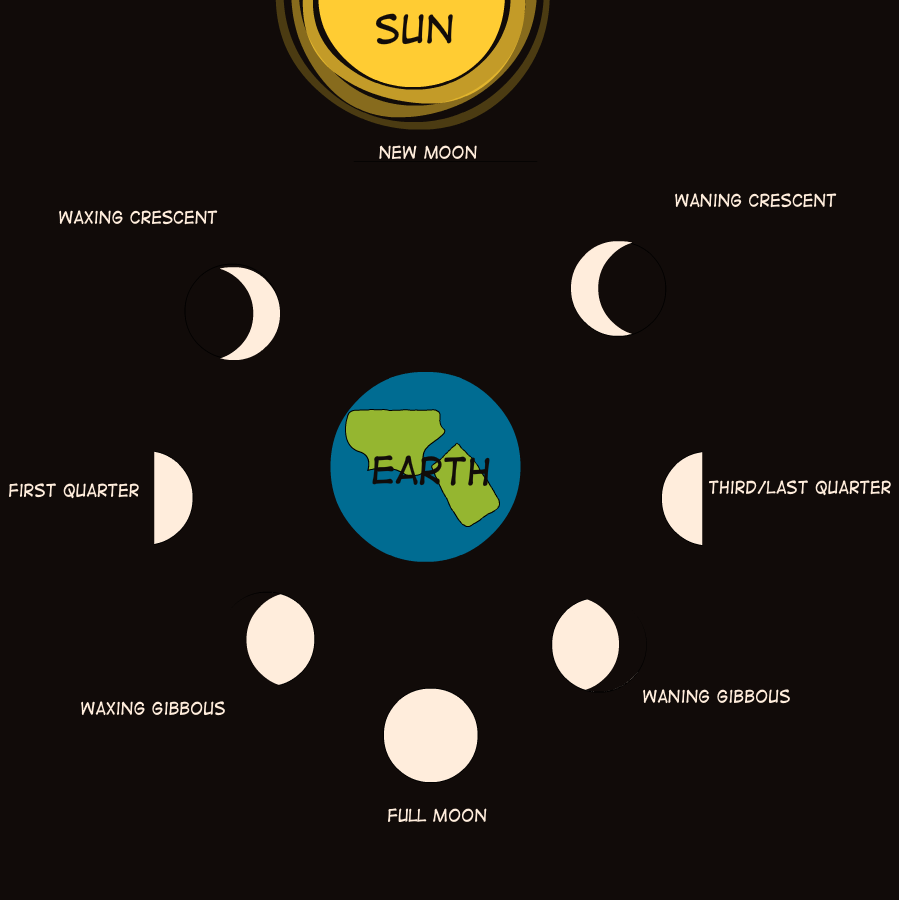 SUN
NEW MOON
WANING CRESCENT
WAXING CRESCENT
EARTH
FIRST QUARTER
THIRD/LAST QUARTER
WANING GIBBOUS
WAXING GIBBOUS
FULL MOON